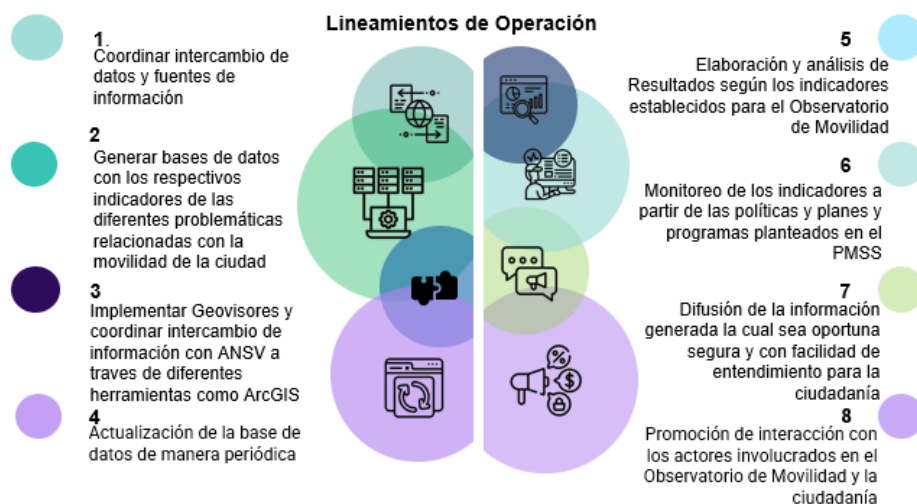 Lineamientos de Operación
1.
Coordinar intercambio de
datos y fuentes de
información
2
Generar bases de datos
con los respectivos
indicadores de las
diferentes problemáticas
relacionadas con la
movilidad de la ciudad
3
Implementar Geovisores y
coordinar intercambio de
información con ANSV a
traves de diferentes
herramientas como ArcGIS
4
Actualización de la base de
datos de manera periódica
5
Elaboración y análisis de
Resultados según los indicadores
establecidos para el Observatorio
de Movilidad
6
Monitoreo de los indicadores a
partir de las políticas y planes y
programas planteados en el
PMSS
7
Difusión de la información
generada la cual sea oportuna
segura y con facilidad de
entendimiento para la
ciudadanía
8
Promoción de interacción con
los actores involucrados en el
Observatorio de Movilidad y la
ciudadanía